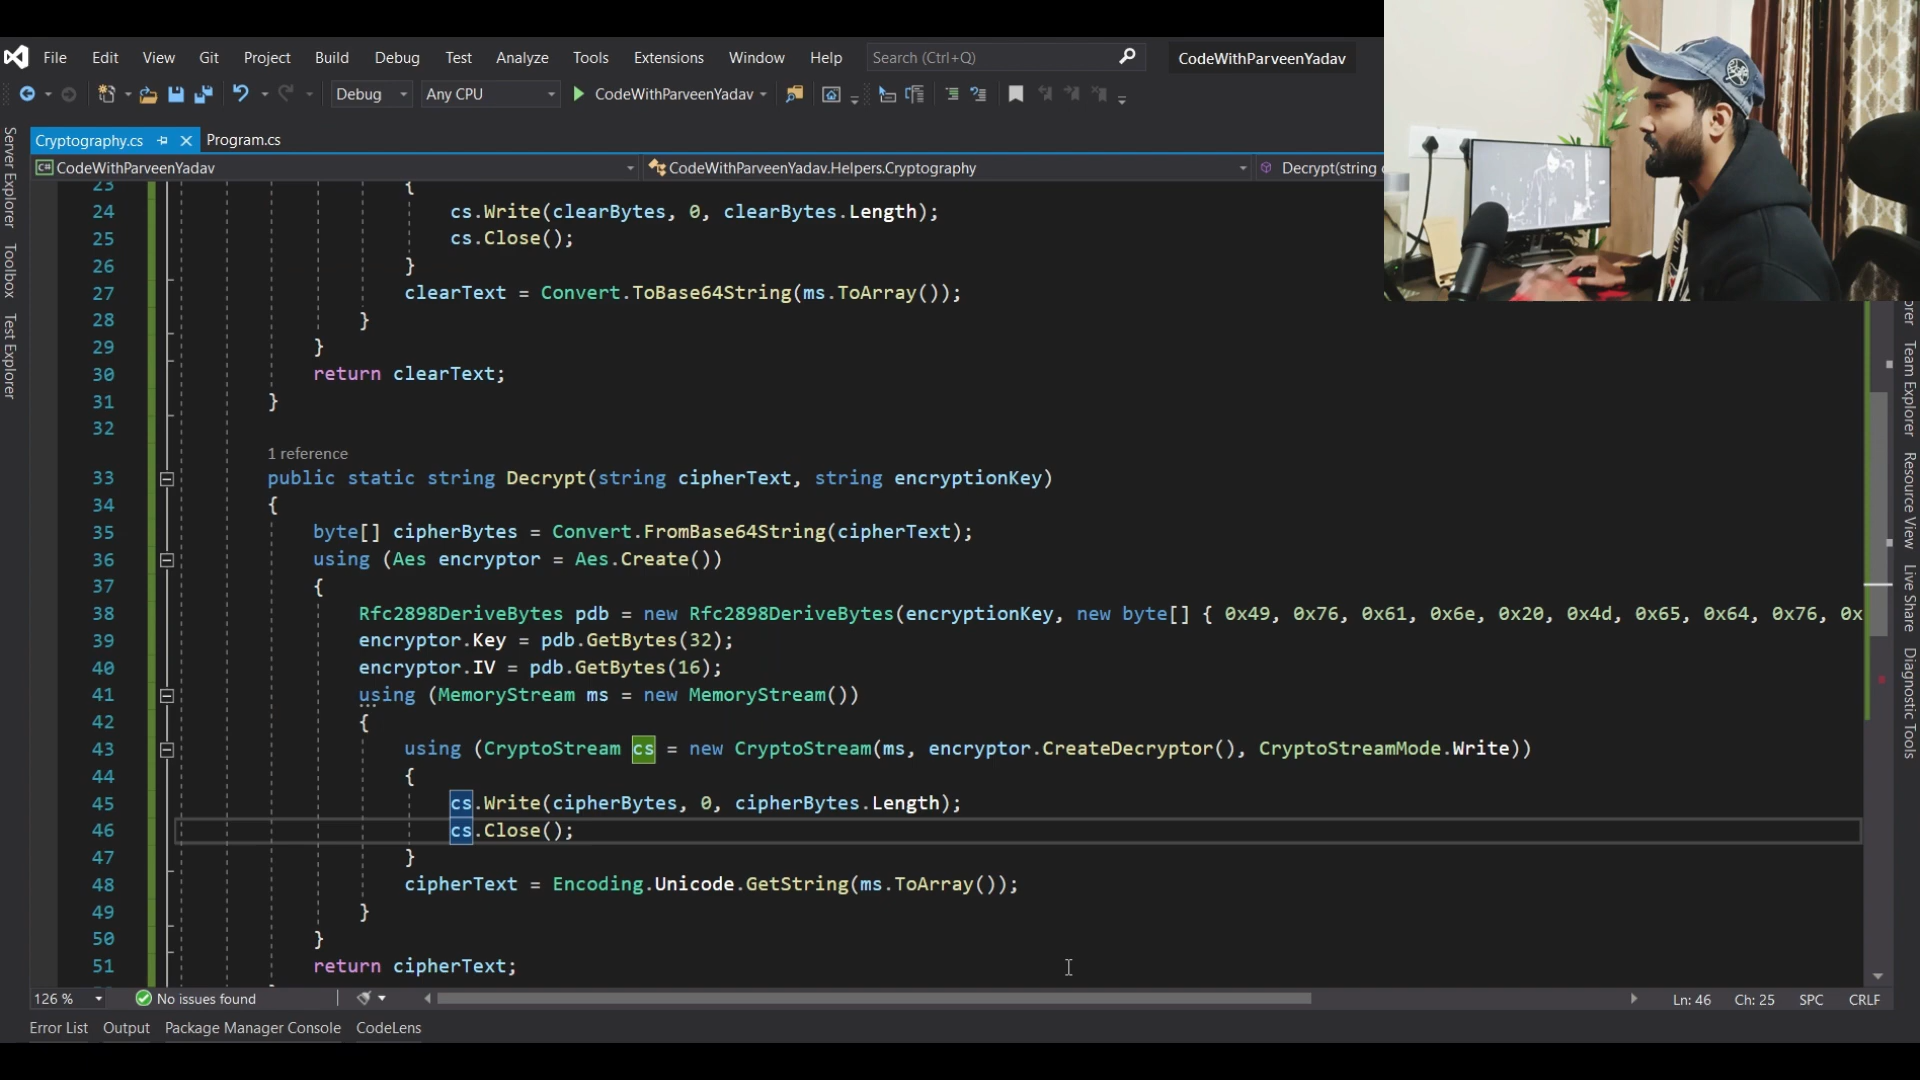 File Edit View Git Project Build Debug Test Analyze Tools Extensions Window Help Search (Ctrl+Q) CodeWithParveenYadav
Debug Any CPU CodeWithParveenYadav
Cryptography.cs Program.cs
C# CodeWithParveenYadav CodeWithParveenYadav.Helpers.Cryptography Decrypt(string
Server Explorer
Toolbox
Test Explorer
23 {
24 cs.Write(clearBytes, 0, clearBytes.Length);
25 cs.Close();
26 }
27 clearText = Convert.ToBase64String(ms.ToArray());
28 }
29 }
30 return clearText;
31 }
32
1 reference
33 public static string Decrypt(string cipherText, string encryptionKey)
34 {
35 byte[] cipherBytes = Convert.FromBase64String(cipherText);
36 using (Aes encryptor = Aes.Create())
37 {
38 Rfc2898DeriveBytes pdb = new Rfc2898DeriveBytes(encryptionKey, new byte[] { 0x49, 0x76, 0x61, 0x6e, 0x20, 0x4d, 0x65, 0x64, 0x76, 0x
39 encryptor.Key = pdb.GetBytes(32);
40 encryptor.IV = pdb.GetBytes(16);
41 using (MemoryStream ms = new MemoryStream())
42 {
43 using (CryptoStream cs = new CryptoStream(ms, encryptor.CreateDecryptor(), CryptoStreamMode.Write))
44 {
45 cs.Write(cipherBytes, 0, cipherBytes.Length);
46 cs.Close();
47 }
48 cipherText = Encoding.Unicode.GetString(ms.ToArray());
49 }
50 }
51 return cipherText;
Team Explorer
Resource View
Live Share
Diagnostic Tools
126 % No issues found Ln: 46 Ch: 25 SPC CRLF
Error List Output Package Manager Console CodeLens